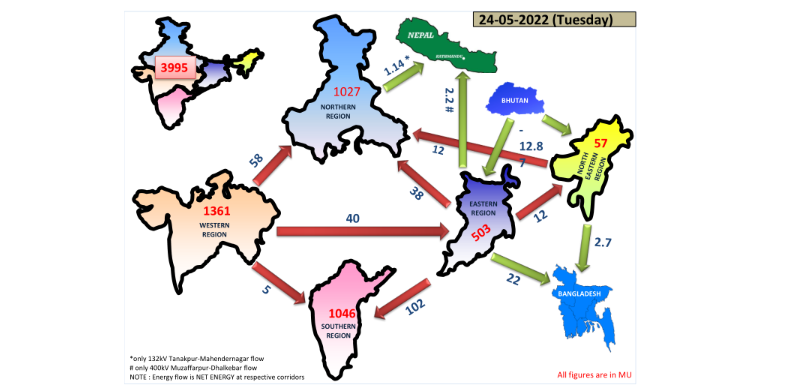 24-05-2022 (Tuesday)
NEPAL
KATHMANDU
3995
1.14 *
1027
NORTHERN
REGION
2.2 #
BHUTAN
-
12.8
7
57
NORTH
EASTERN
REGION
12
58
38
EASTERN
REGION
503
12
1361
WESTERN
REGION
40
2.7
5
22
BANGLADESH
102
1046
SOUTHERN
REGION
*only 132kV Tanakpur-Mahendernagar flow
# only 400kV Muzaffarpur-Dhalkebar flow
NOTE : Energy flow is NET ENERGY at respective corridors
All figures are in MU